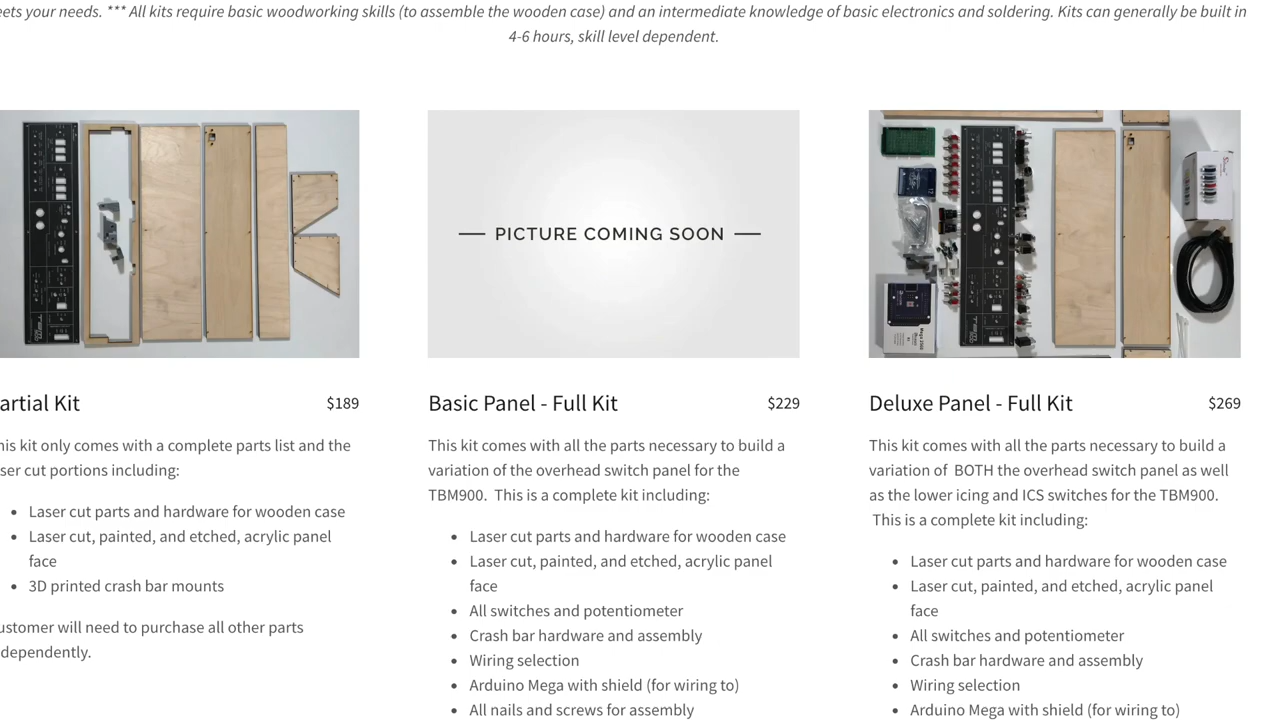 eets your needs. *** All kits require basic woodworking skills (to assemble the wooden case) and an intermediate knowledge of basic electronics and soldering. Kits can generally be built in
4-6 hours, skill level dependent.
PICTURE COMING SOON
artial Kit
$189
his kit only comes with a complete parts list and the
ser cut portions including:
• Laser cut parts and hardware for wooden case
• Laser cut, painted, and etched, acrylic panel
face
• 3D printed crash bar mounts
ustomer will need to purchase all other parts
dependently.
Basic Panel - Full Kit
$229
This kit comes with all the parts necessary to build a
variation of the overhead switch panel for the
TBM900. This is a complete kit including:
• Laser cut parts and hardware for wooden case
• Laser cut, painted, and etched, acrylic panel
face
• All switches and potentiometer
• Crash bar hardware and assembly
• Wiring selection
• Arduino Mega with shield (for wiring to)
• All nails and screws for assembly
Deluxe Panel - Full Kit
$269
This kit comes with all the parts necessary to build a
variation of BOTH the overhead switch panel as well
as the lower icing and ICS switches for the TBM900.
This is a complete kit including:
• Laser cut parts and hardware for wooden case
• Laser cut, painted, and etched, acrylic panel
face
• All switches and potentiometer
• Crash bar hardware and assembly
• Wiring selection
• Arduino Mega with shield (for wiring to)